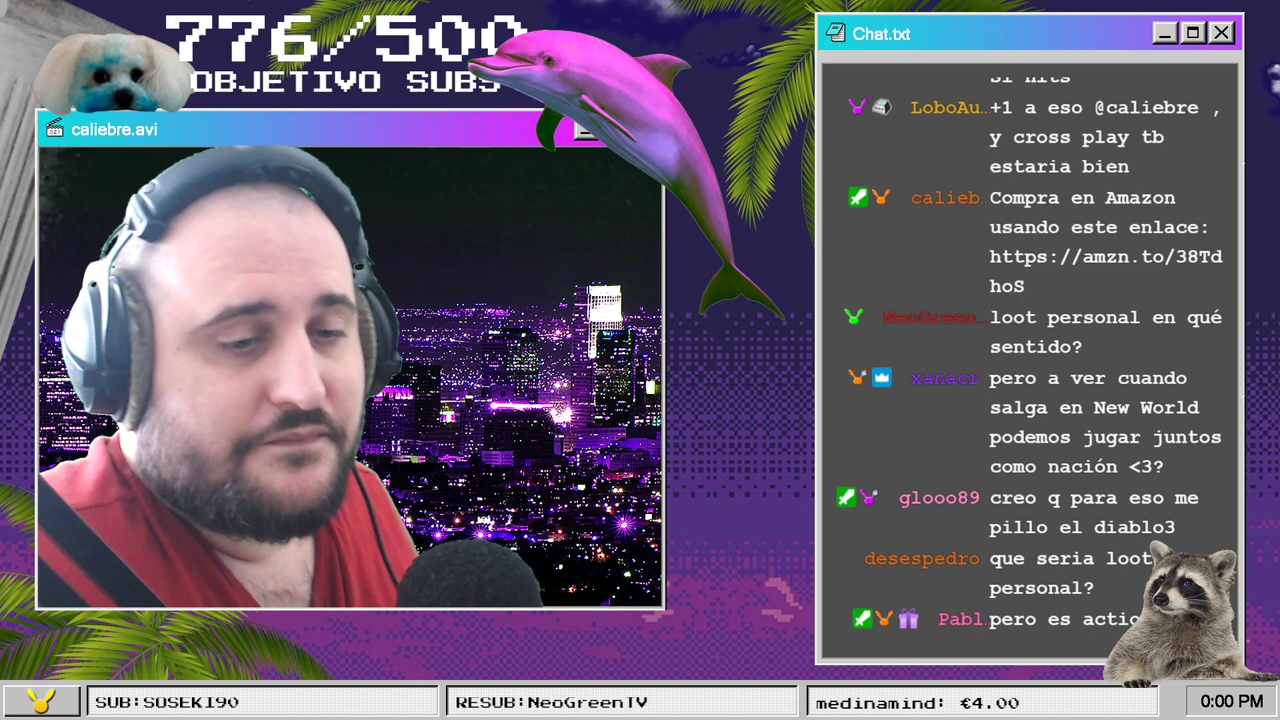 776/500
OBJETIVO SUBS
caliebre.avi
Chat.txt
si hits
LoboAu… +1 a eso @caliebre ,
y cross play tb
estaria bien
calieb… Compra en Amazon
usando este enlace:
https://amzn.to/38Td
hoS
NeoGreen… loot personal en qué
sentido?
xanacr pero a ver cuando
salga en New World
podemos jugar juntos
como nación <3?
glooo89 creo q para eso me
pillo el diablo3
desespedro que seria loot
personal?
Pabl… pero es actio
SUB:SOSEKI90
RESUB:NeoGreenTV
medinamind: €4.00
0:00 PM